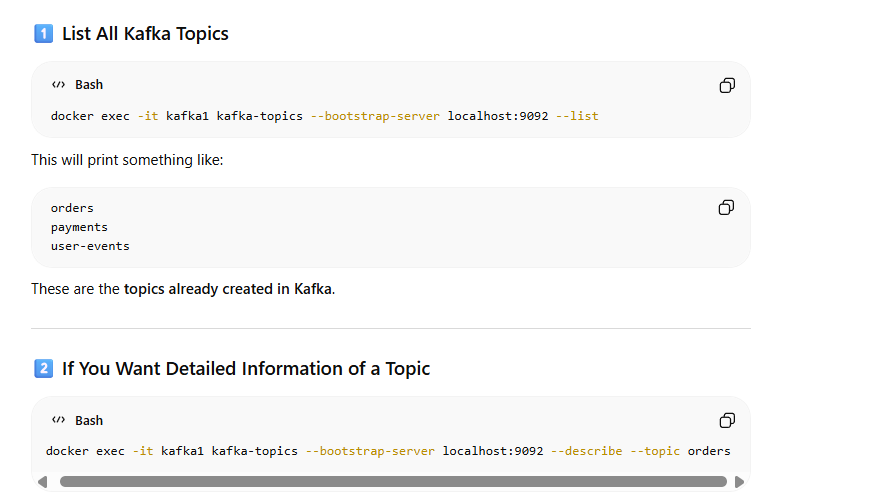 1 List All Kafka Topics
</> Bash
docker exec -it kafka1 kafka-topics --bootstrap-server localhost:9092 --list
This will print something like:
orders
payments
user-events
These are the topics already created in Kafka.
2 If You Want Detailed Information of a Topic
</> Bash
docker exec -it kafka1 kafka-topics --bootstrap-server localhost:9092 --describe --topic orders